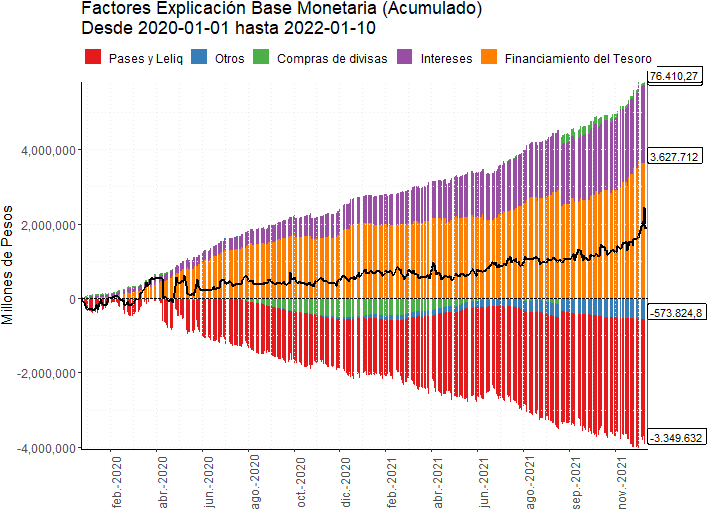 Factores Explicación Base Monetaria (Acumulado)
Desde 2020-01-01 hasta 2022-01-10
Pases y Leliq Otros Compras de divisas Intereses Financiamiento del Tesoro
Millones de Pesos
4,000,000
2,000,000
0
-2,000,000
-4,000,000
76.410,27
3.627.712
-573.824,8
-3.349.632
feb.-2020
abr.-2020
jun.-2020
ago.-2020
oct.-2020
dic.-2020
feb.-2021
abr.-2021
jun.-2021
ago.-2021
sep.-2021
nov.-2021